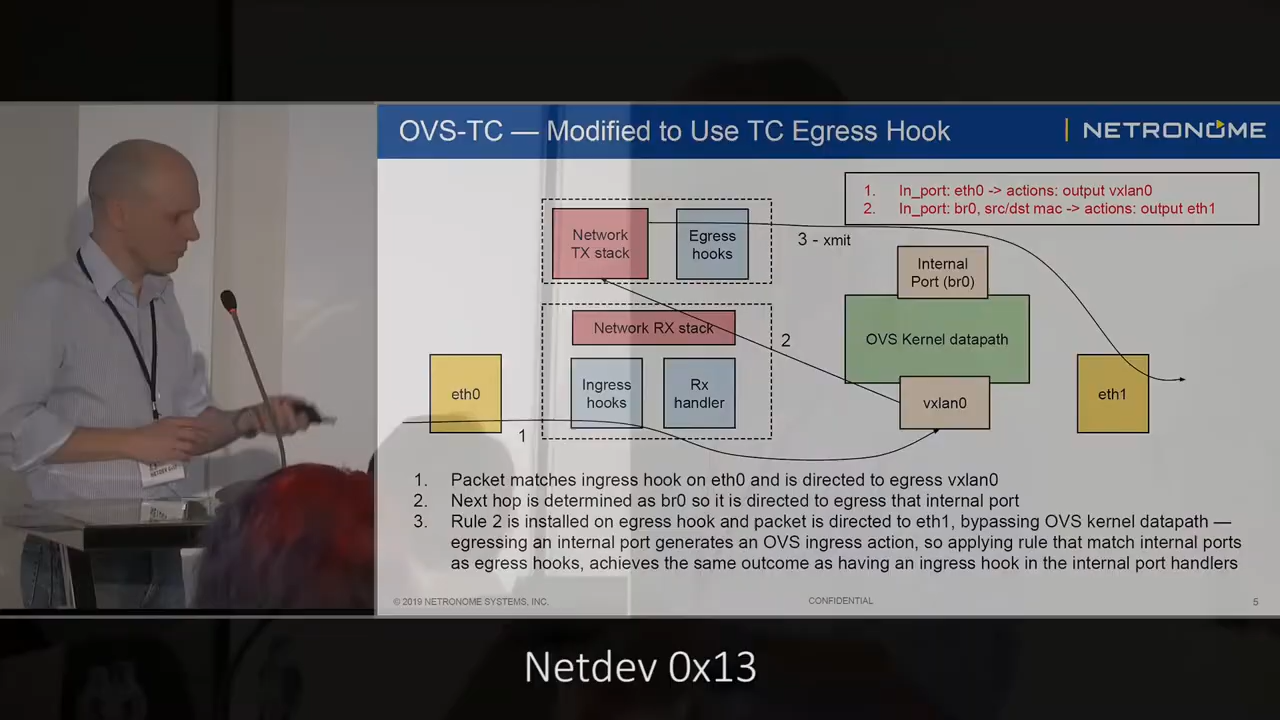 OVS-TC — Modified to Use TC Egress Hook
NETRONOME
1. In_port: eth0 -> actions: output vxlan0
2. In_port: br0, src/dst mac -> actions: output eth1
Network
TX stack
Egress
hooks
3 - xmit
Internal
Port (br0)
Network RX stack
2
OVS Kernel datapath
eth0
Ingress
hooks
Rx
handler
vxlan0
eth1
1
1. Packet matches ingress hook on eth0 and is directed to egress vxlan0
2. Next hop is determined as br0 so it is directed to egress that internal port
3. Rule 2 is installed on egress hook and packet is directed to eth1, bypassing OVS kernel datapath —
egressing an internal port generates an OVS ingress action, so applying rule that match internal ports
as egress hooks, achieves the same outcome as having an ingress hook in the internal port handlers
© 2019 NETRONOME SYSTEMS, INC.
CONFIDENTIAL
5
Netdev 0x13